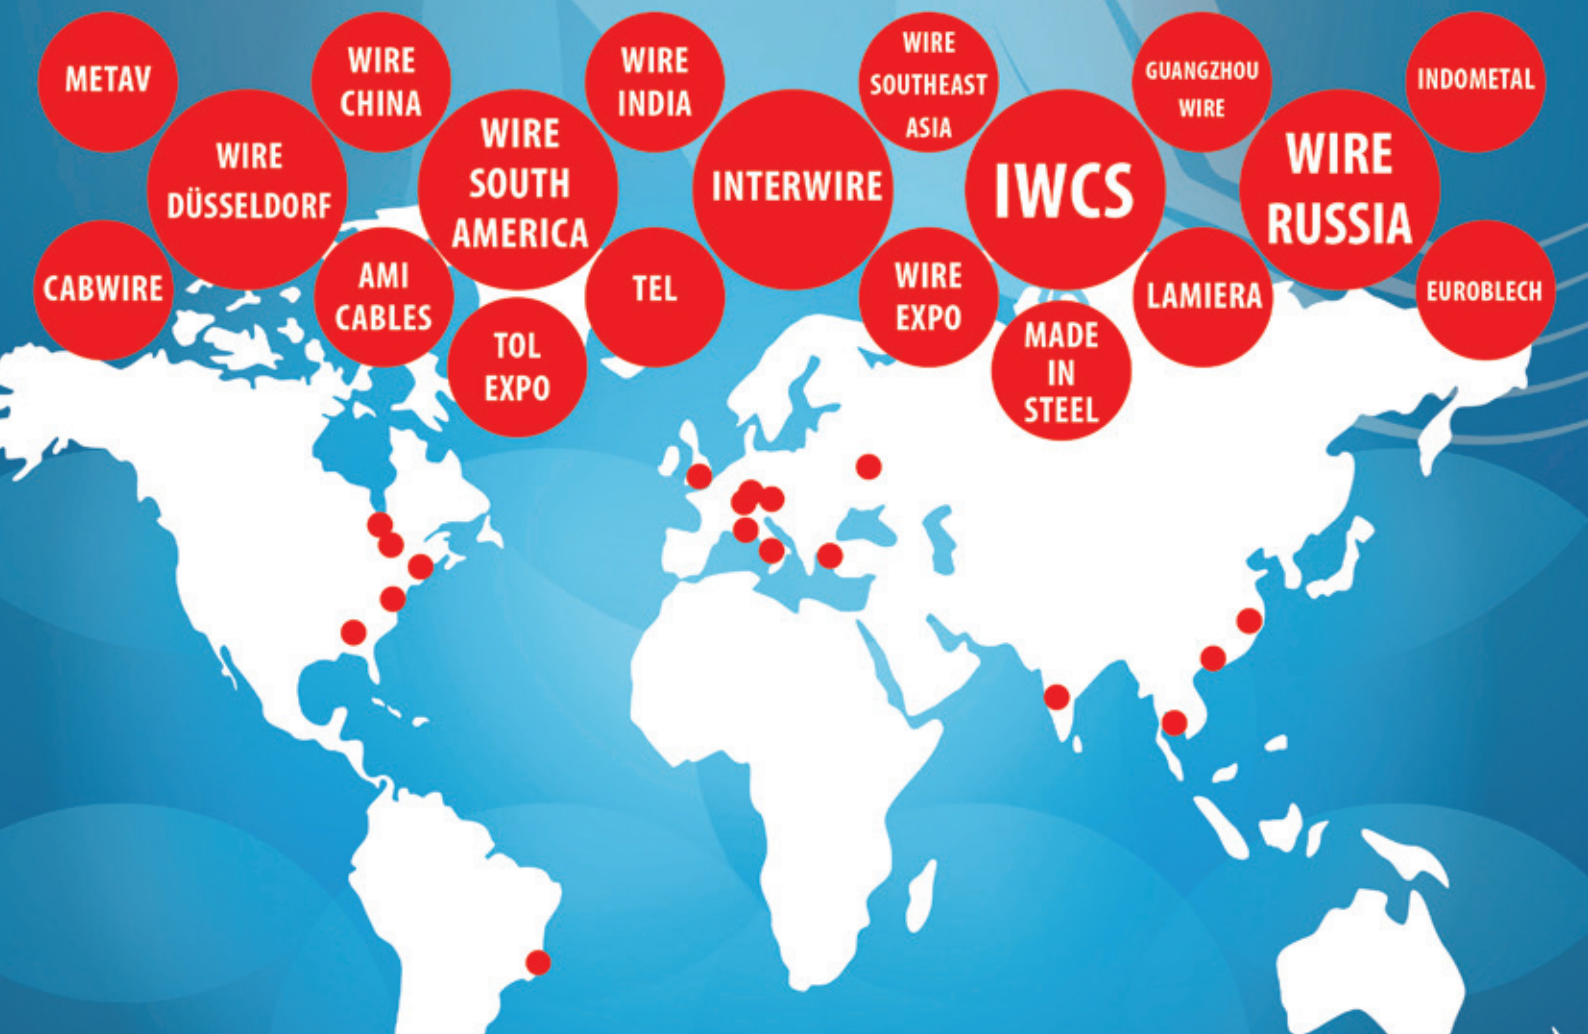 METAV
WIRE
CHINA
WIRE
INDIA
WIRE
SOUTHEAST
ASIA
GUANGZHOU
WIRE
INDOMETAL
WIRE
DÜSSELDORF
WIRE
SOUTH
AMERICA
INTERWIRE
IWCS
WIRE
RUSSIA
CABWIRE
AMI
CABLES
TEL
WIRE
EXPO
LAMIERA
EUROBLECH
TOL
EXPO
MADE
IN
STEEL